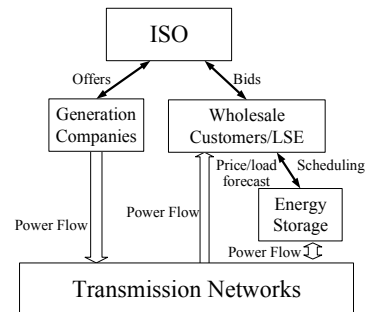 ISO
Offers
Bids
Generation
Companies
Wholesale
Customers/LSE
Price/load
forecast
Scheduling
Energy
Storage
Power Flow
Power Flow
Power Flow
Transmission Networks